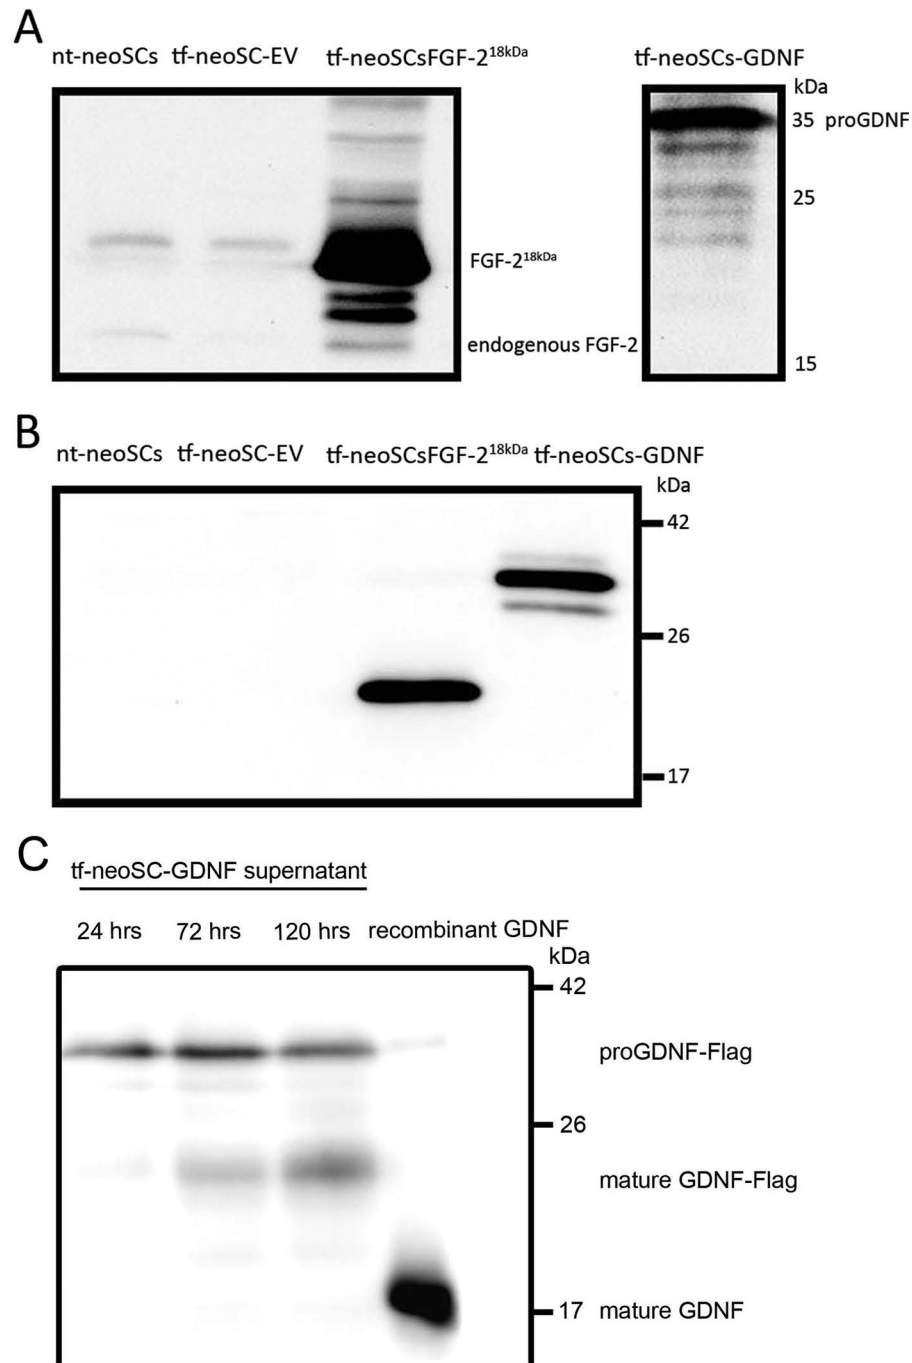 A
nt-neoSCs tf-neoSC-EV tf-neoSCsFGF-2¹⁸ᵏᴰᵃ tf-neoSCs-GDNF
kDa
35 proGDNF
25
FGF-2¹⁸ᵏᴰᵃ
endogenous FGF-2
15
B
nt-neoSCs tf-neoSC-EV tf-neoSCsFGF-2¹⁸ᵏᴰᵃ tf-neoSCs-GDNF
kDa
42
26
17
C
tf-neoSC-GDNF supernatant
24 hrs 72 hrs 120 hrs recombinant GDNF
kDa
42
proGDNF-Flag
26
mature GDNF-Flag
17 mature GDNF